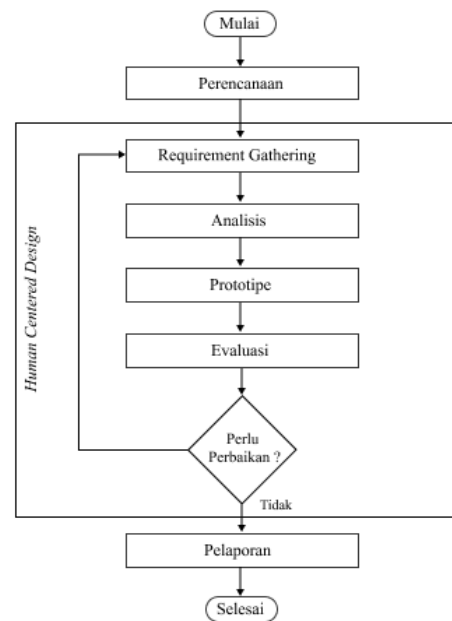 Mulai
Perencanaan
Requirement Gathering
Analisis
Prototipe
Evaluasi
Human Centered Design
Perlu
Perbaikan ?
Tidak
Pelaporan
Selesai